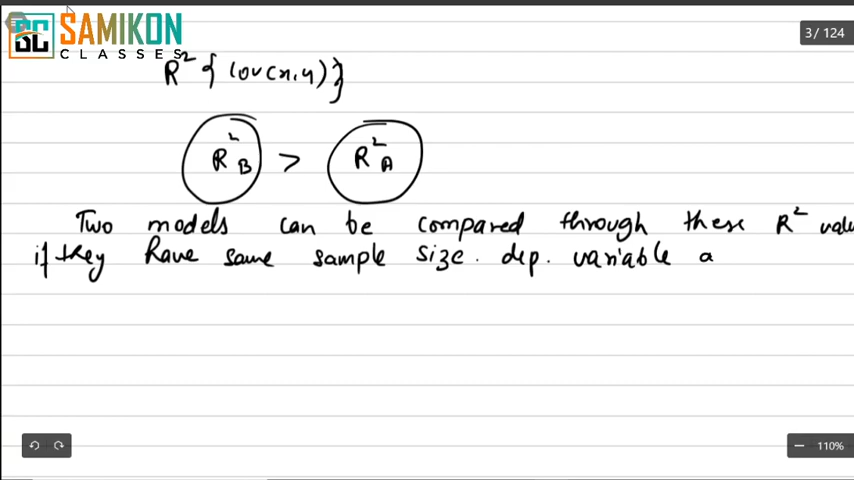 SC SAMIKON
CLASSES
3 / 124
R² { cov(x,y) }
R²B > R²A
Two models can be compared through these R² valu
if they have same sample size. dep. variable a
110%